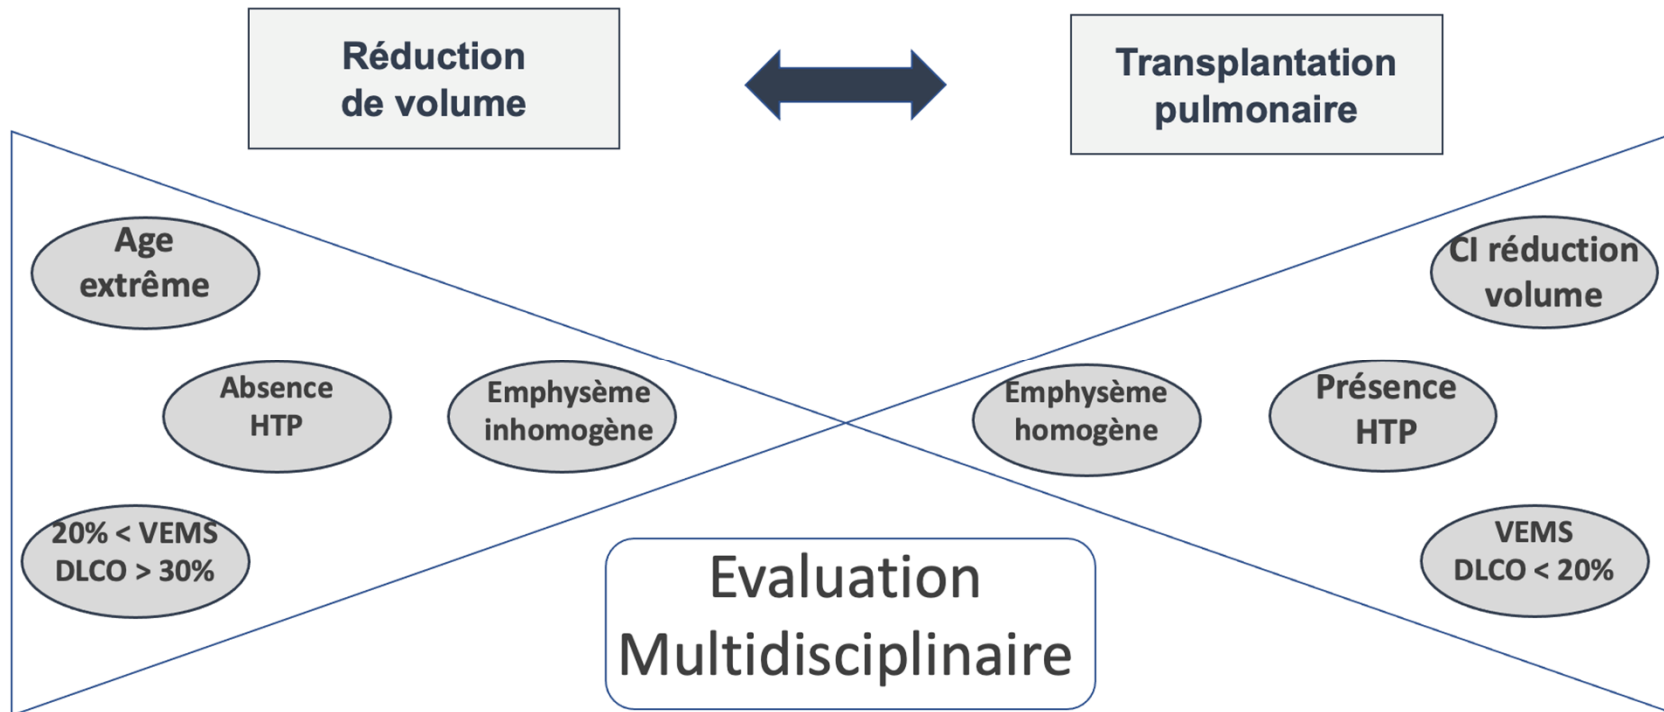 Réduction
de volume
Transplantation
pulmonaire
Age
extrême
CI réduction
volume
Absence
HTP
Emphysème
inhomogène
Emphysème
homogène
Présence
HTP
20% < VEMS
DLCO > 30%
VEMS
DLCO < 20%
Evaluation
Multidisciplinaire